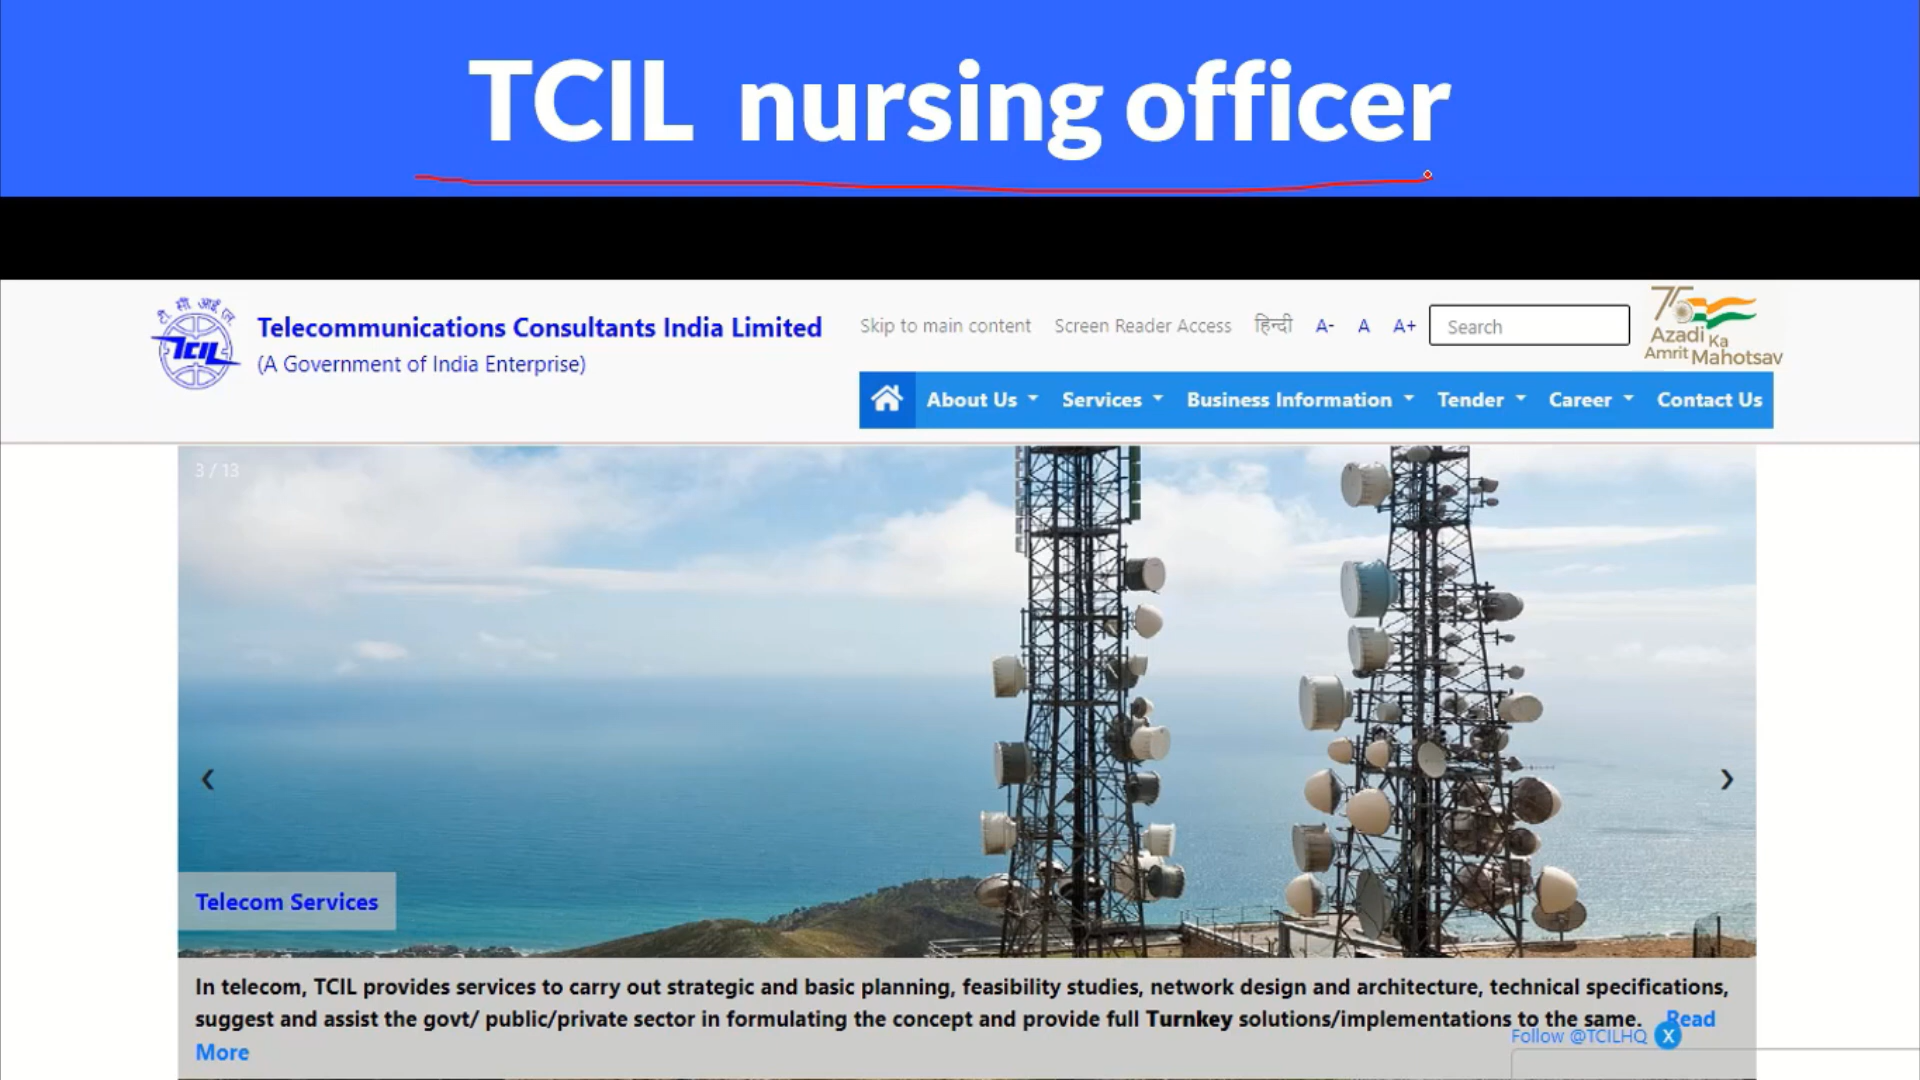 TCIL nursing officer
टी सी आई एल
TCIL
Telecommunications Consultants India Limited
(A Government of India Enterprise)
Skip to main content Screen Reader Access हिन्दी A- A A+ Search
75
Azadi Ka
Amrit Mahotsav
About Us Services Business Information Tender Career Contact Us
3 / 13
Telecom Services
In telecom, TCIL provides services to carry out strategic and basic planning, feasibility studies, network design and architecture, technical specifications,
suggest and assist the govt/ public/private sector in formulating the concept and provide full Turnkey solutions/implementations to the same. Read
More
Follow @TCILHQ X